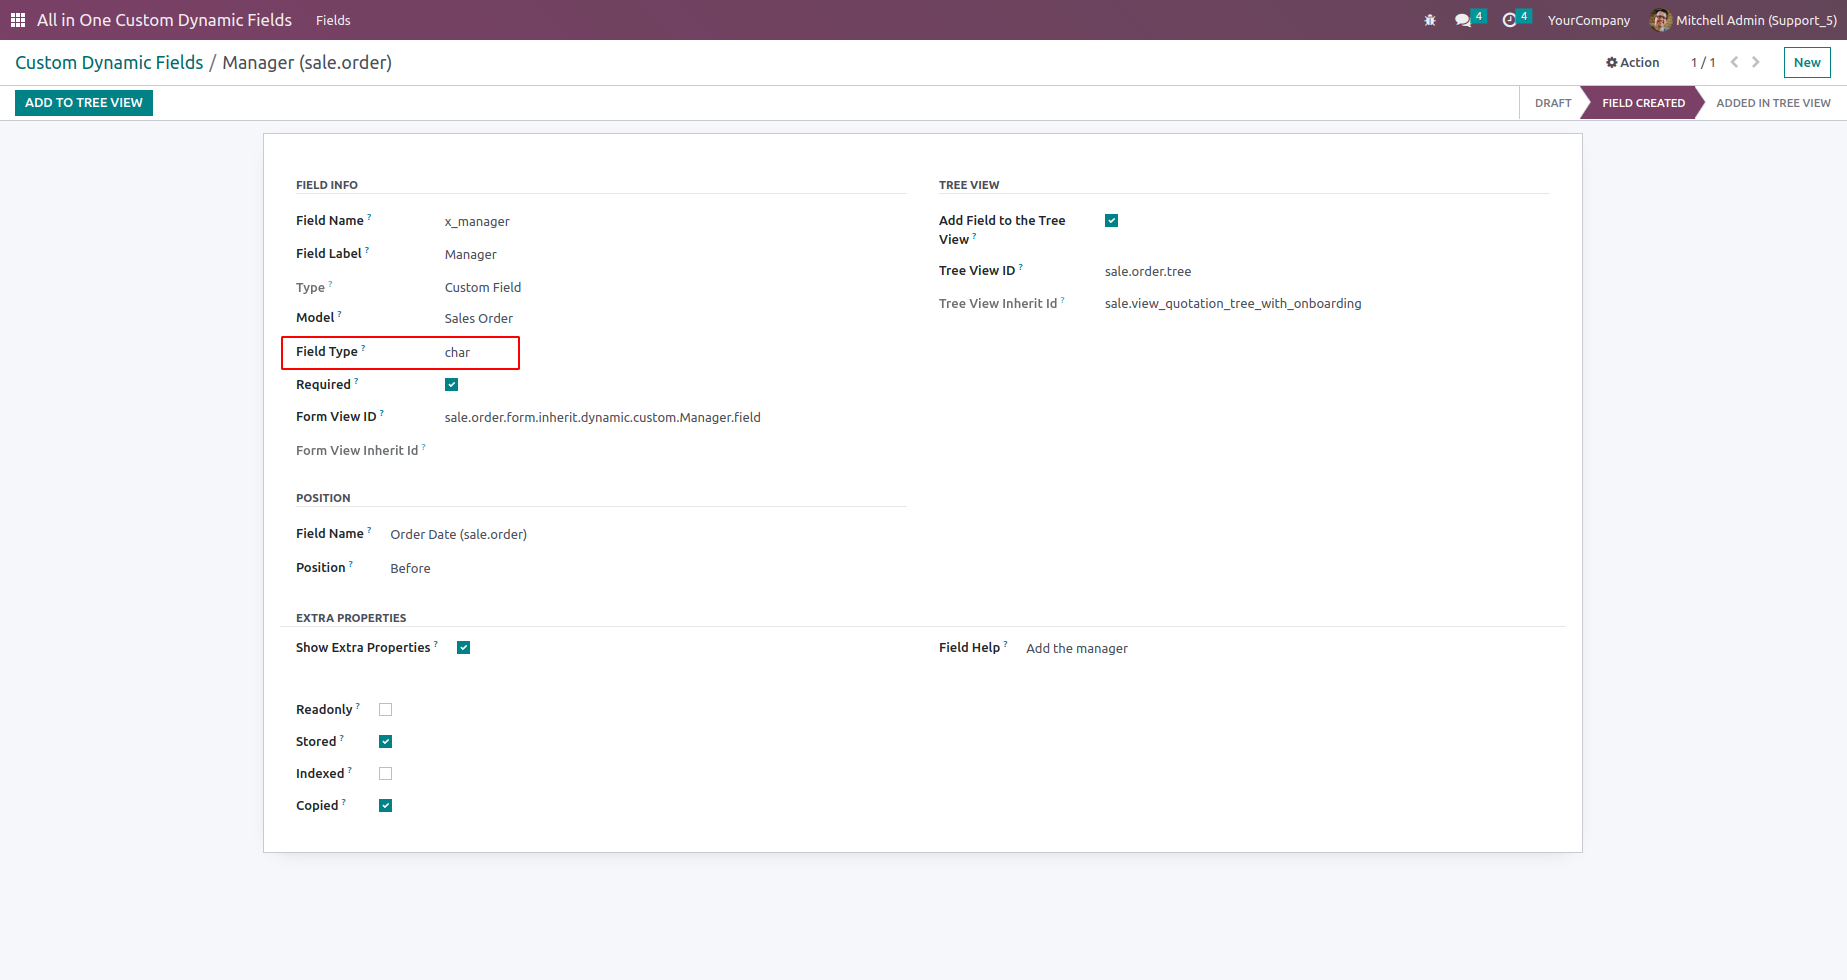 All in One Custom Dynamic Fields Fields 4 4 YourCompany Mitchell Admin (Support_5)
Custom Dynamic Fields / Manager (sale.order) Action 1 / 1 New
ADD TO TREE VIEW DRAFT FIELD CREATED ADDED IN TREE VIEW
FIELD INFO
Field Name ? x_manager
Field Label ? Manager
Type ? Custom Field
Model ? Sales Order
Field Type ? char
Required ?
Form View ID ? sale.order.form.inherit.dynamic.custom.Manager.field
Form View Inherit Id ?
TREE VIEW
Add Field to the Tree
View ?
Tree View ID ? sale.order.tree
Tree View Inherit Id ? sale.view_quotation_tree_with_onboarding
POSITION
Field Name ? Order Date (sale.order)
Position ? Before
EXTRA PROPERTIES
Show Extra Properties ? Field Help ? Add the manager
Readonly ?
Stored ?
Indexed ?
Copied ?